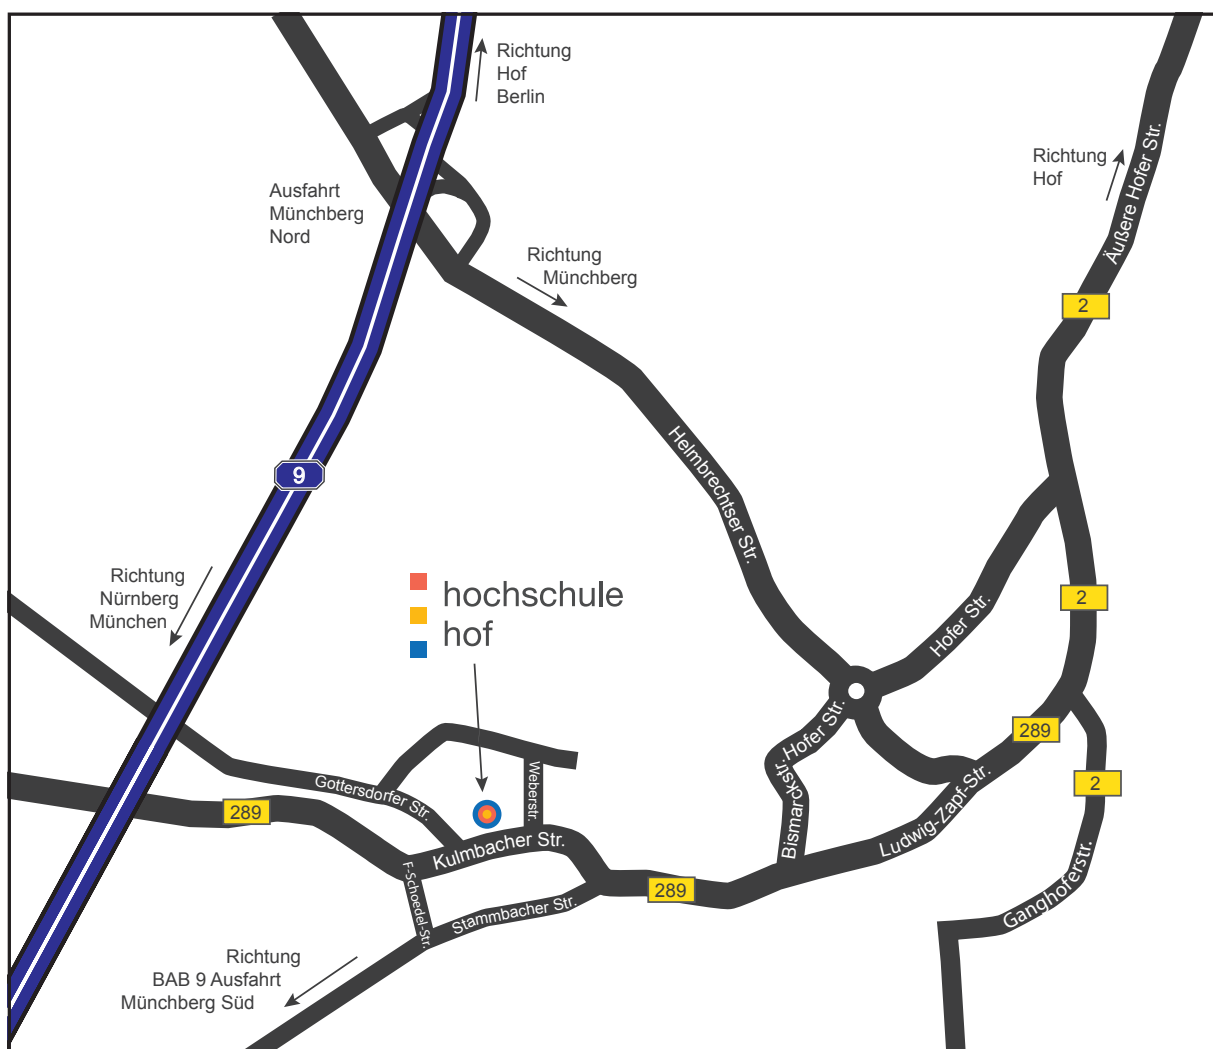 Richtung
Hof
Berlin
Richtung
Hof
Äußere Hofer Str.
Ausfahrt
Münchberg
Nord
Richtung
Münchberg
2
Helmbrechtser Str.
9
Richtung
Nürnberg
München
hochschule
hof
Hofer Str.
2
Hofer Str.
289
Bismarckstr.
Ludwig-Zapf-Str.
2
Gottersdorfer Str.
Weberstr.
289
Kulmbacher Str.
F-Schoedel-Str.
Stammbacher Str.
289
Ganghoferstr.
Richtung
BAB 9 Ausfahrt
Münchberg Süd